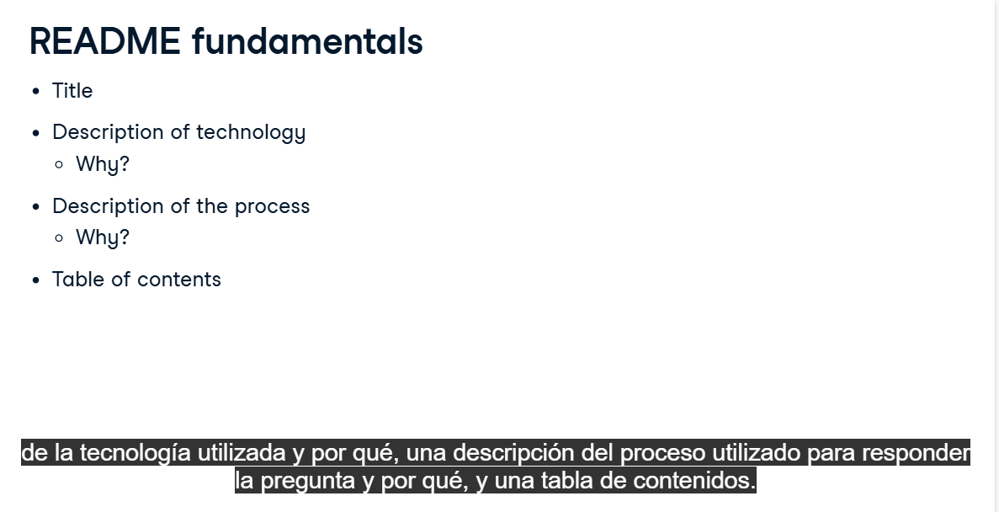 README fundamentals
• Title
• Description of technology
◦ Why?
• Description of the process
◦ Why?
• Table of contents
de la tecnología utilizada y por qué, una descripción del proceso utilizado para responder
la pregunta y por qué, y una tabla de contenidos.